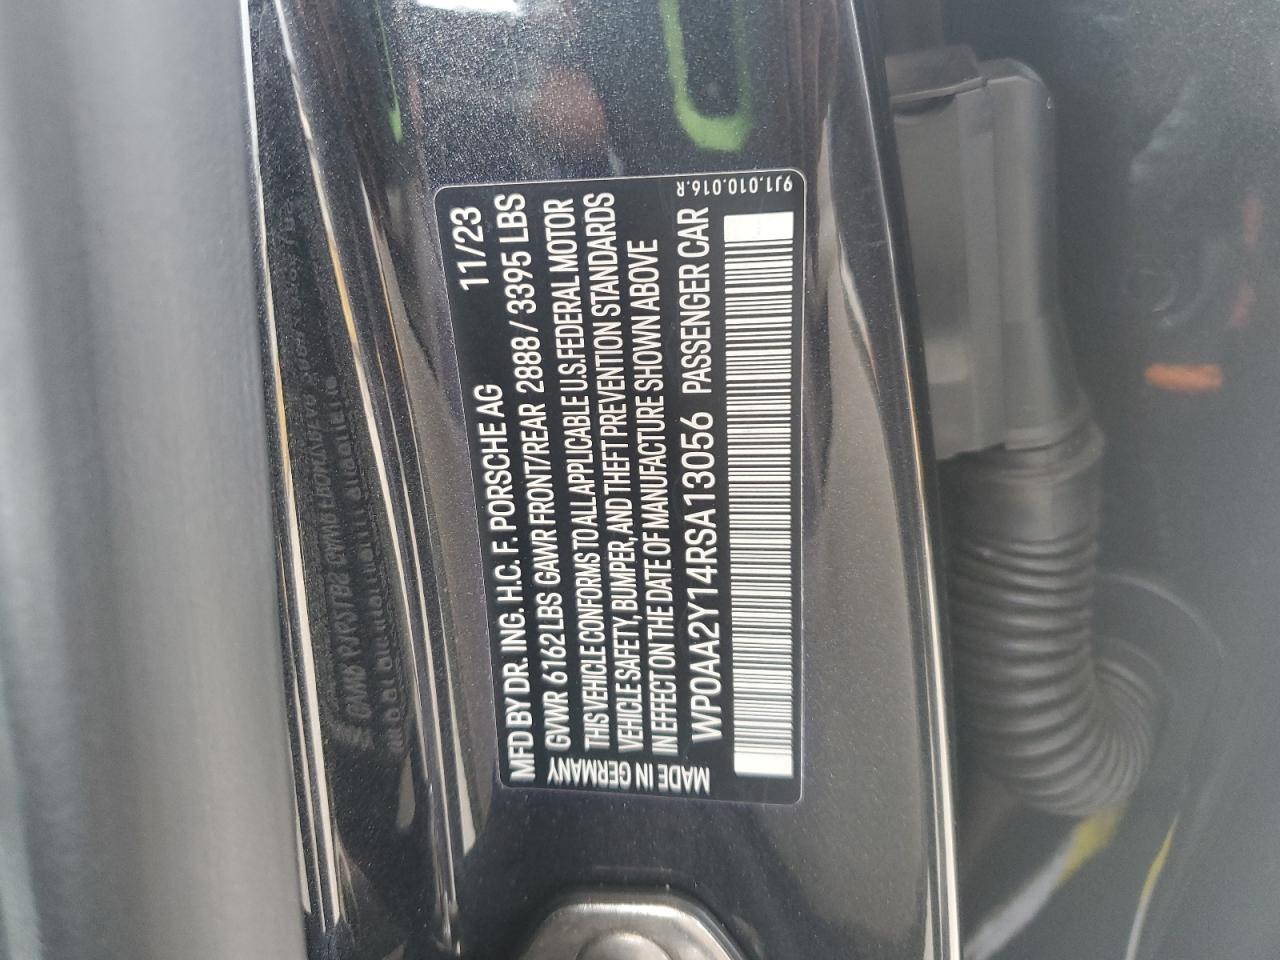 MFD BY DR. ING. H.C. F. PORSCHE AG 11/23
GVWR 6162 LBS GAWR FRONT/REAR 2888 / 3395 LBS
THIS VEHICLE CONFORMS TO ALL APPLICABLE U.S.FEDERAL MOTOR
VEHICLE SAFETY, BUMPER, AND THEFT PREVENTION STANDARDS
IN EFFECT ON THE DATE OF MANUFACTURE SHOWN ABOVE
WP0AA2Y14RSA13056 PASSENGER CAR
MADE IN GERMANY
9J1.010.016.R